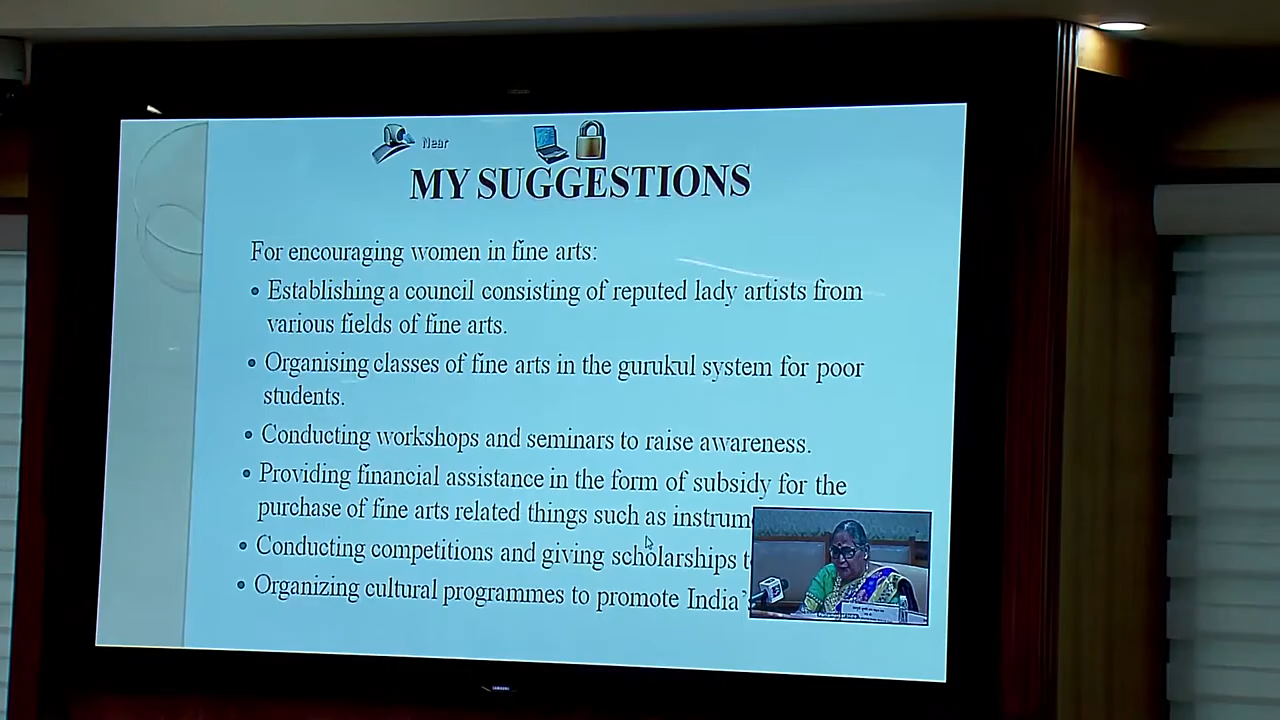 Near
MY SUGGESTIONS
For encouraging women in fine arts:
• Establishing a council consisting of reputed lady artists from
various fields of fine arts.
• Organising classes of fine arts in the gurukul system for poor
students.
• Conducting workshops and seminars to raise awareness.
• Providing financial assistance in the form of subsidy for the
purchase of fine arts related things such as instrum
• Conducting competitions and giving scholarships t
• Organizing cultural programmes to promote India's
SAMSUNG